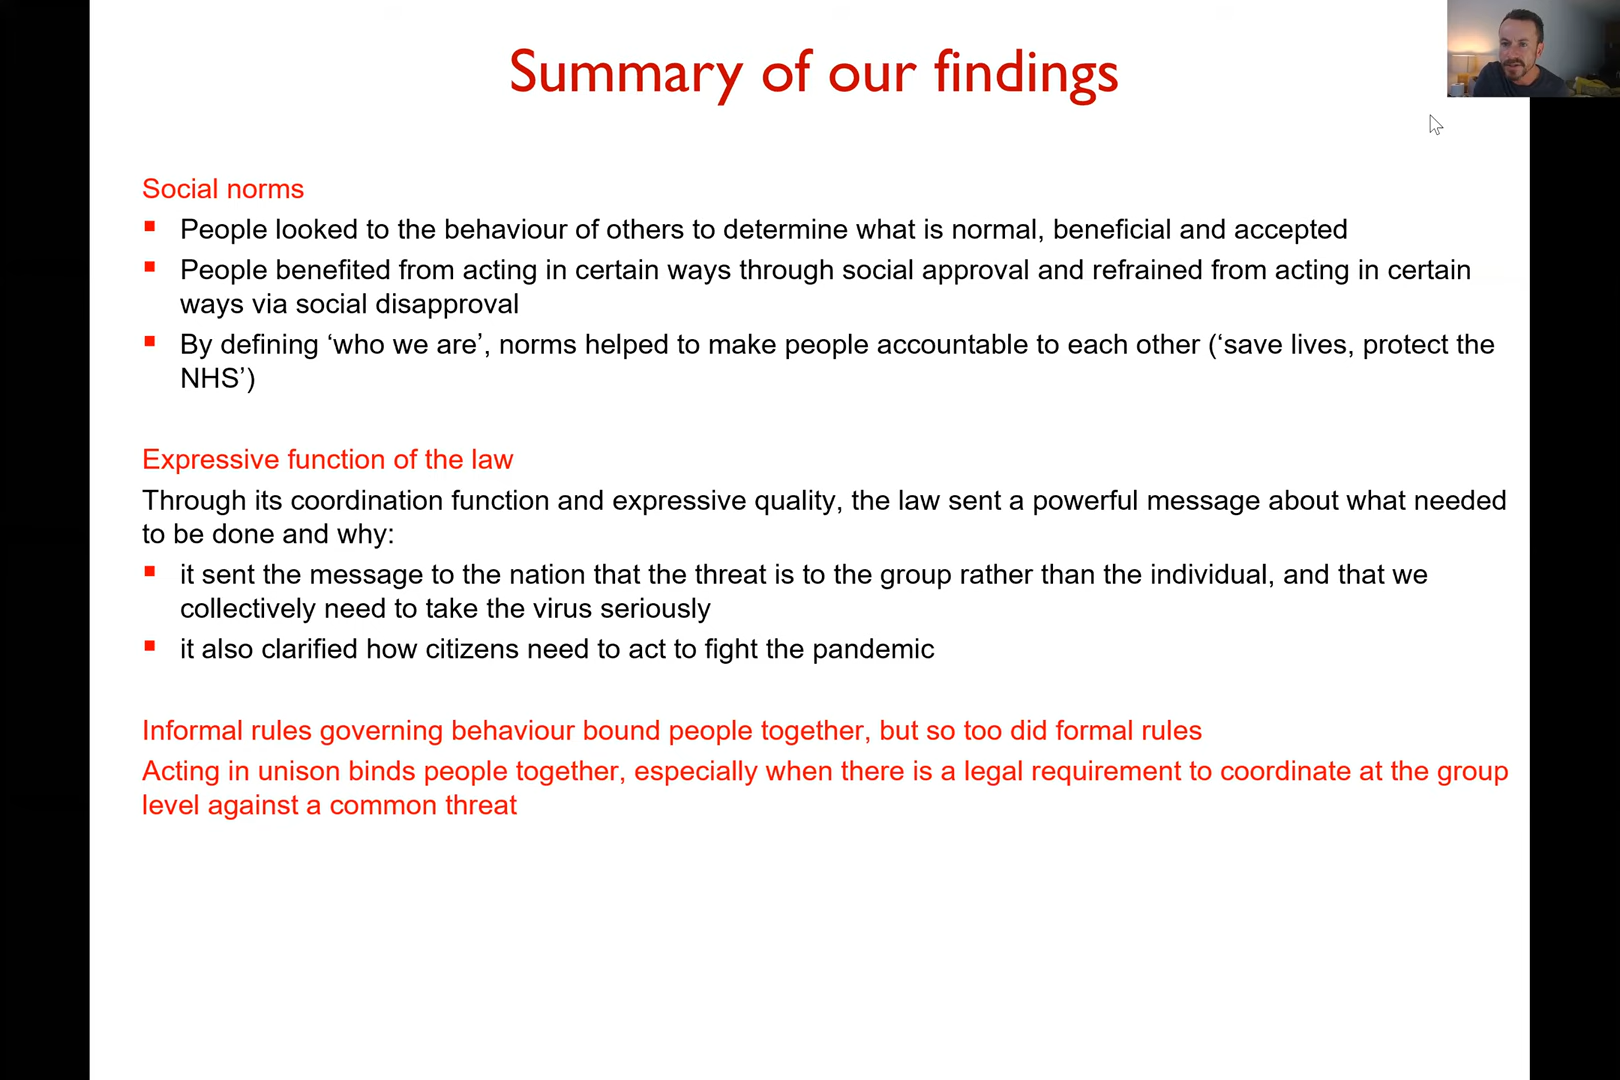 Summary of our findings
Social norms
People looked to the behaviour of others to determine what is normal, beneficial and accepted
People benefited from acting in certain ways through social approval and refrained from acting in certain
ways via social disapproval
By defining ‘who we are’, norms helped to make people accountable to each other (‘save lives, protect the
NHS’)
Expressive function of the law
Through its coordination function and expressive quality, the law sent a powerful message about what needed
to be done and why:
it sent the message to the nation that the threat is to the group rather than the individual, and that we
collectively need to take the virus seriously
it also clarified how citizens need to act to fight the pandemic
Informal rules governing behaviour bound people together, but so too did formal rules
Acting in unison binds people together, especially when there is a legal requirement to coordinate at the group
level against a common threat